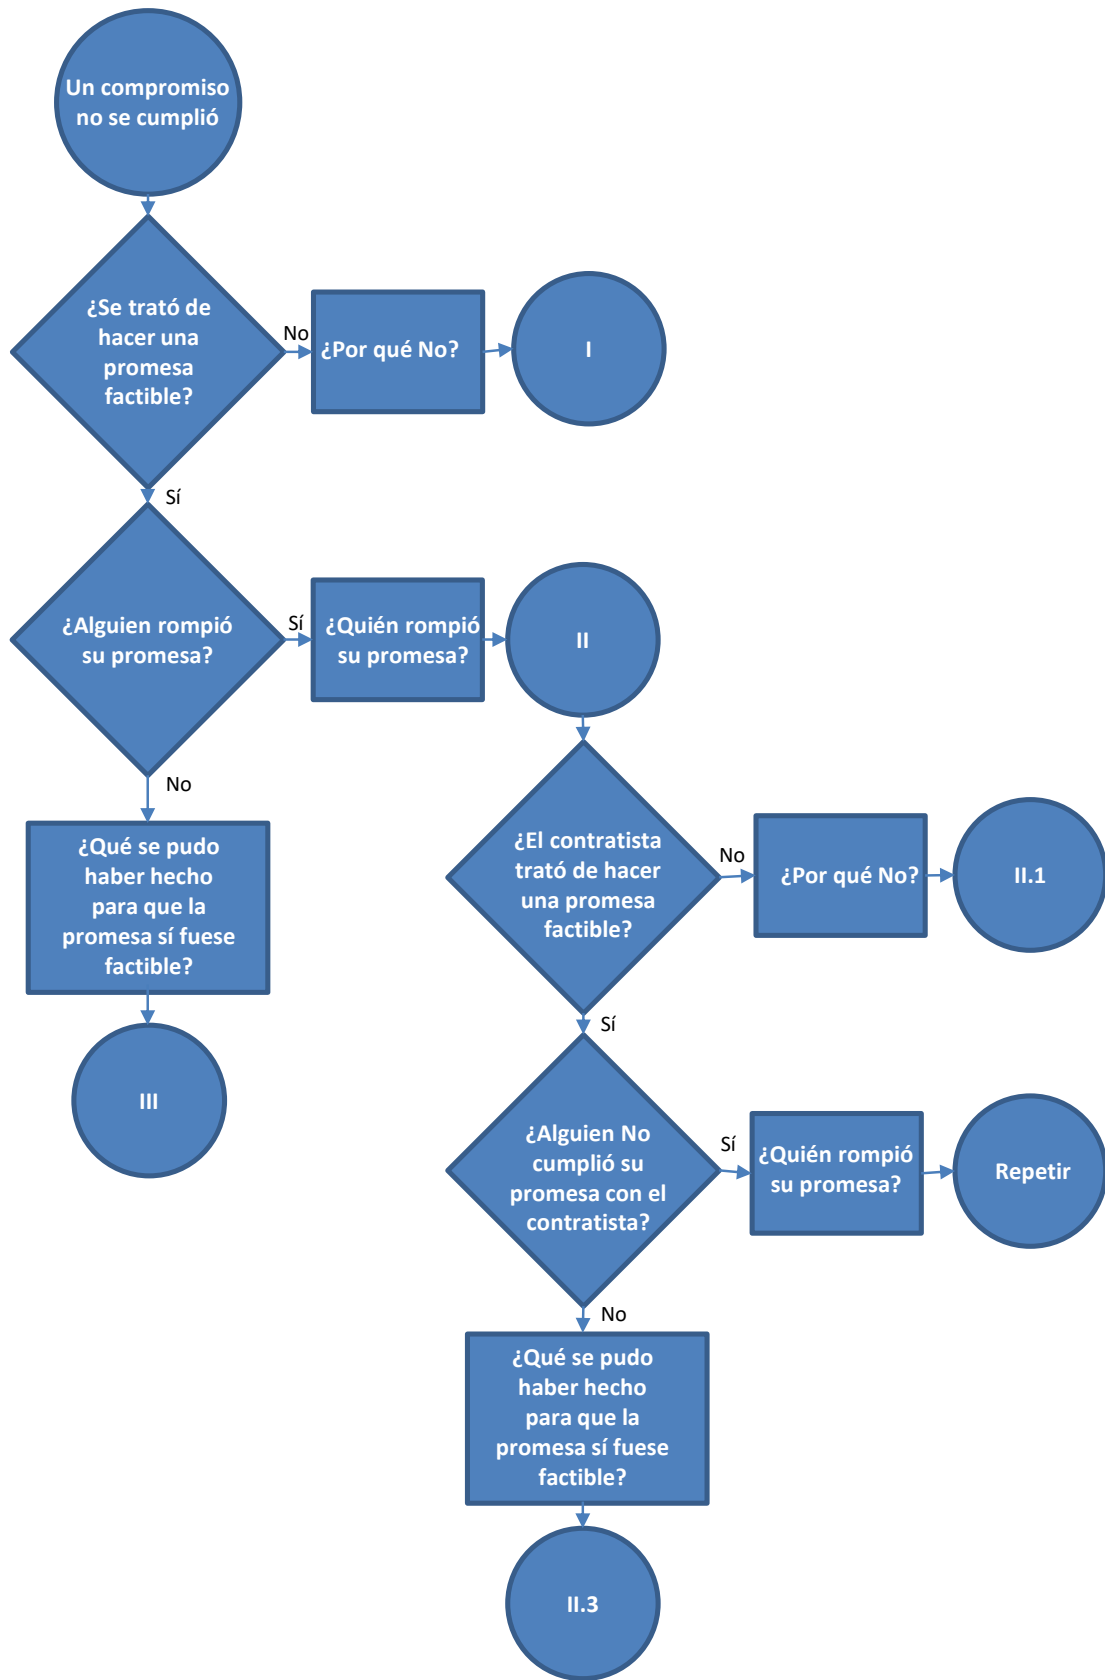 Un compromiso
no se cumplió
¿Se trató de
hacer una
promesa
factible?
No
¿Por qué No?
I
Sí
¿Alguien rompió
su promesa?
Sí
¿Quién rompió
su promesa?
II
No
¿Qué se pudo
haber hecho
para que la
promesa sí fuese
factible?
III
¿El contratista
trató de hacer
una promesa
factible?
No
¿Por qué No?
II.1
Sí
¿Alguien No
cumplió su
promesa con el
contratista?
Sí
¿Quién rompió
su promesa?
Repetir
No
¿Qué se pudo
haber hecho
para que la
promesa sí fuese
factible?
II.3